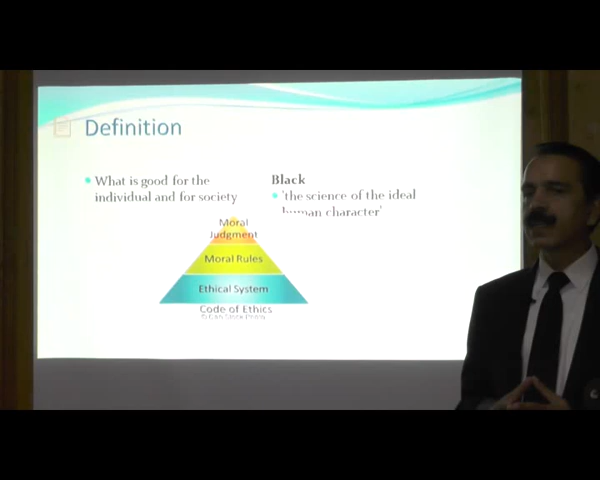 Definition
What is good for the
individual and for society
Black
'the science of the ideal
human character'
Moral
Judgment
Moral Rules
Ethical System
Code of Ethics